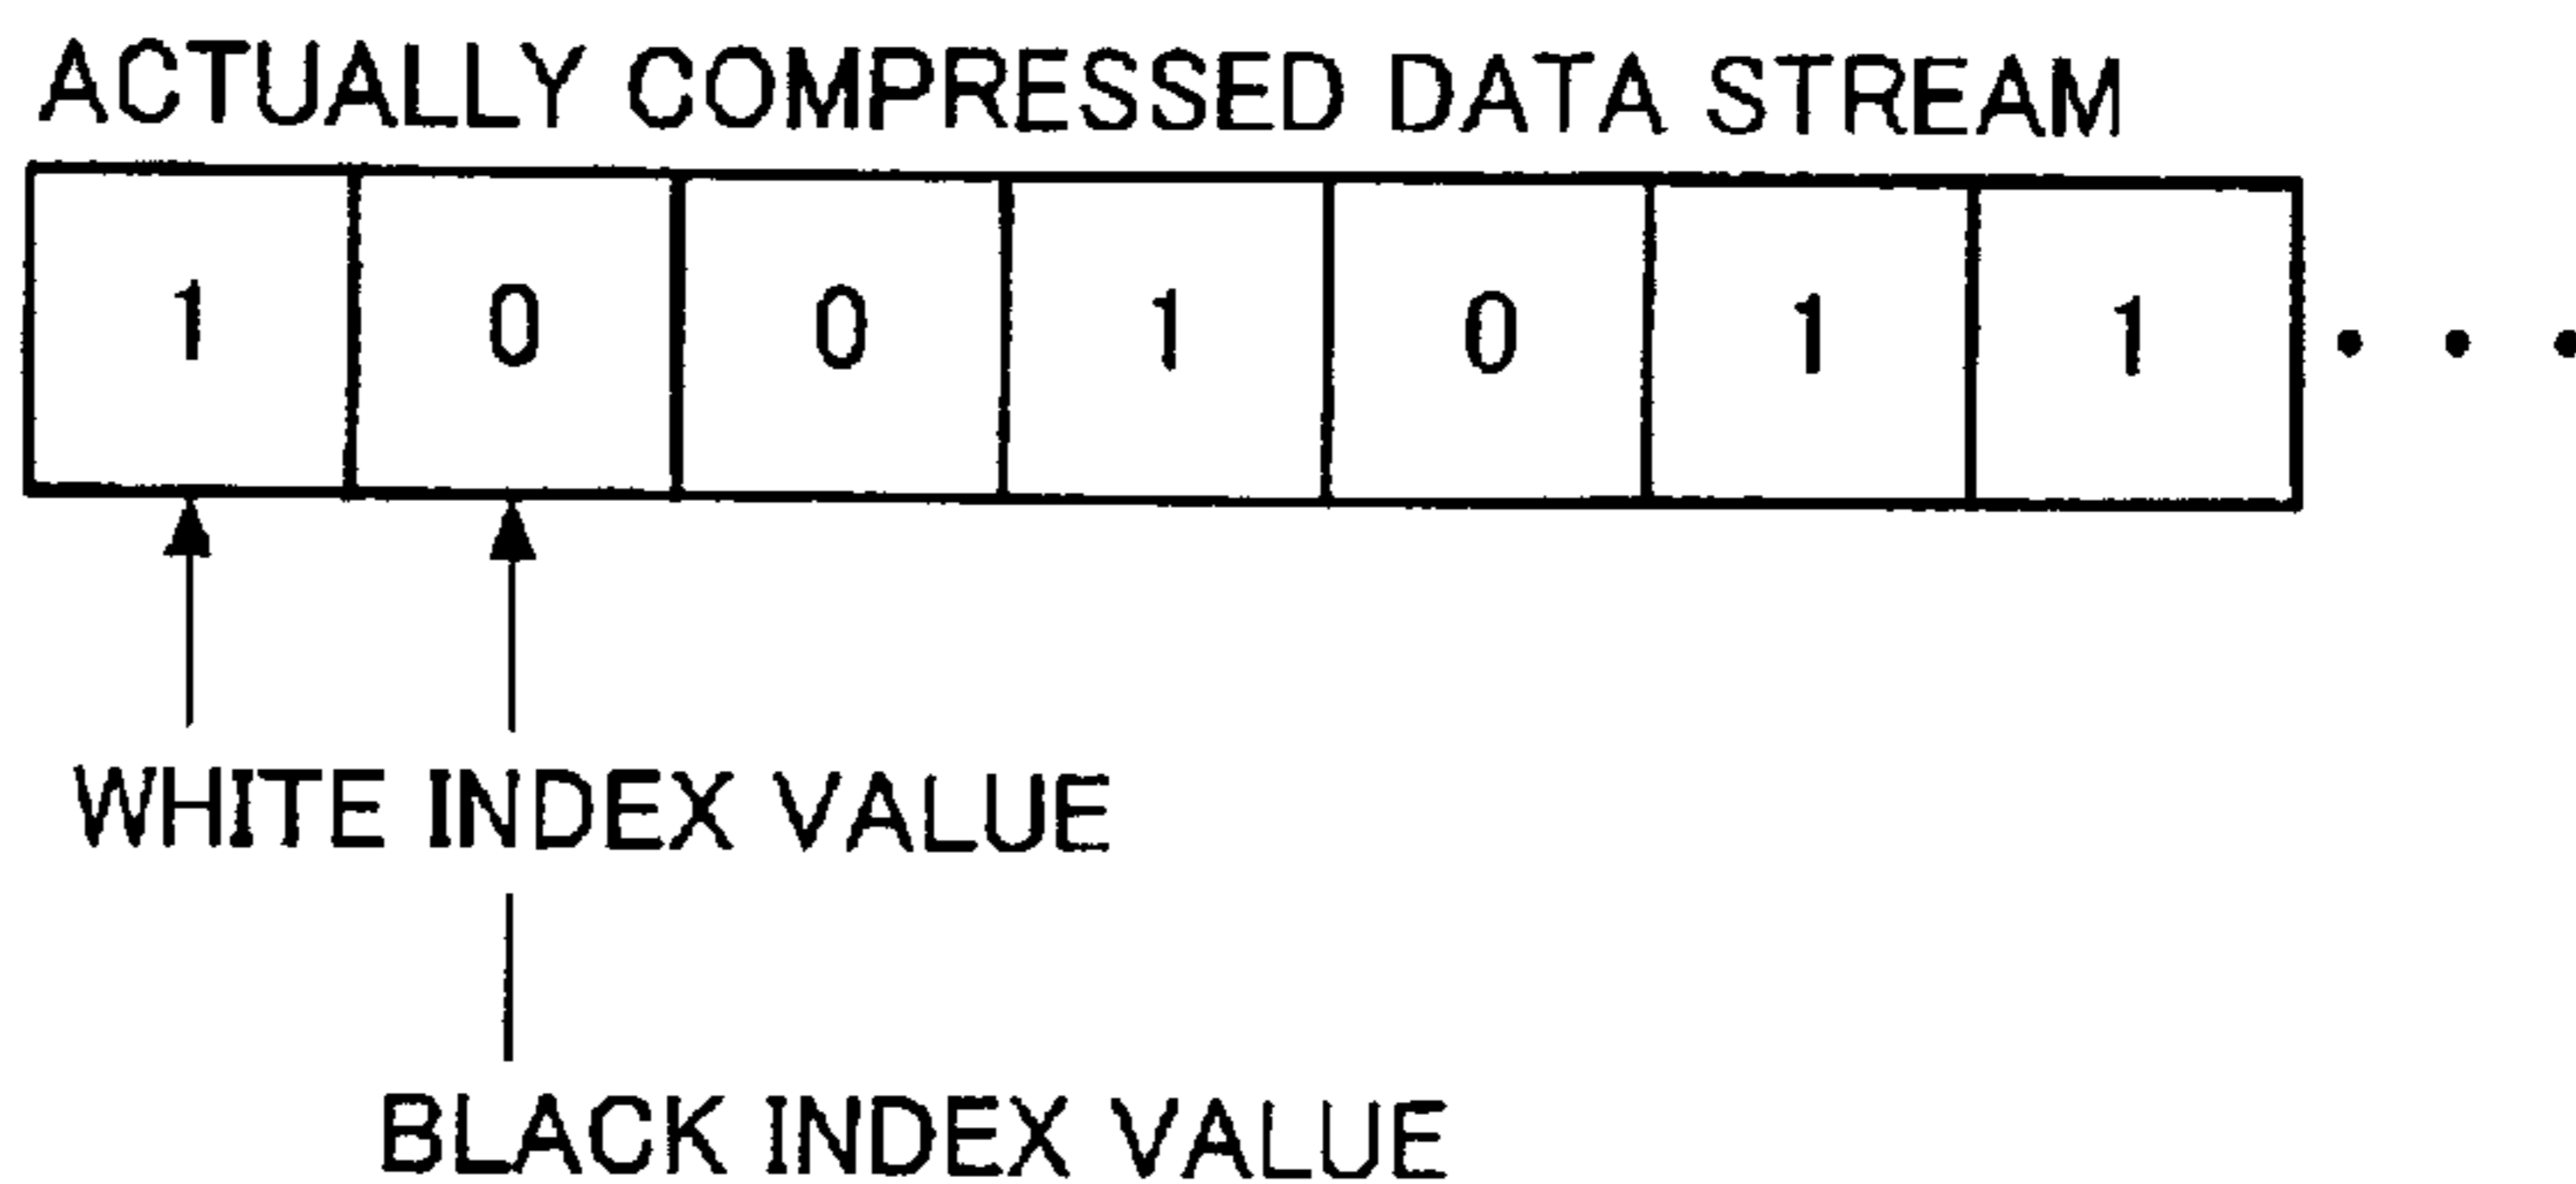 ACTUALLY COMPRESSED DATA STREAM
1 0 0 1 0 1 1 • • •
WHITE INDEX VALUE
BLACK INDEX VALUE